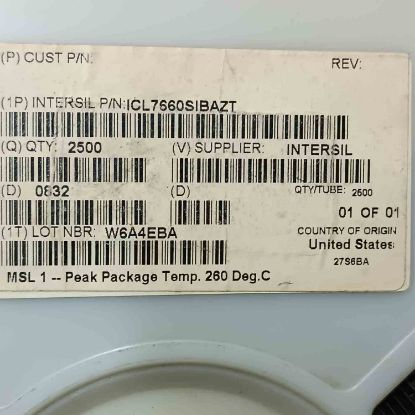 (P) CUST P/N:
REV:
(1P) INTERSIL P/N:ICL7660SIBAZT
(Q) QTY: 2500
(V) SUPPLIER: INTERSIL
(D) 0832
(D)
QTY/TUBE: 2500
01 OF 01
(1T) LOT NBR: W6A4EBA
COUNTRY OF ORIGIN
United States
27S6BA
MSL 1 -- Peak Package Temp. 260 Deg.C